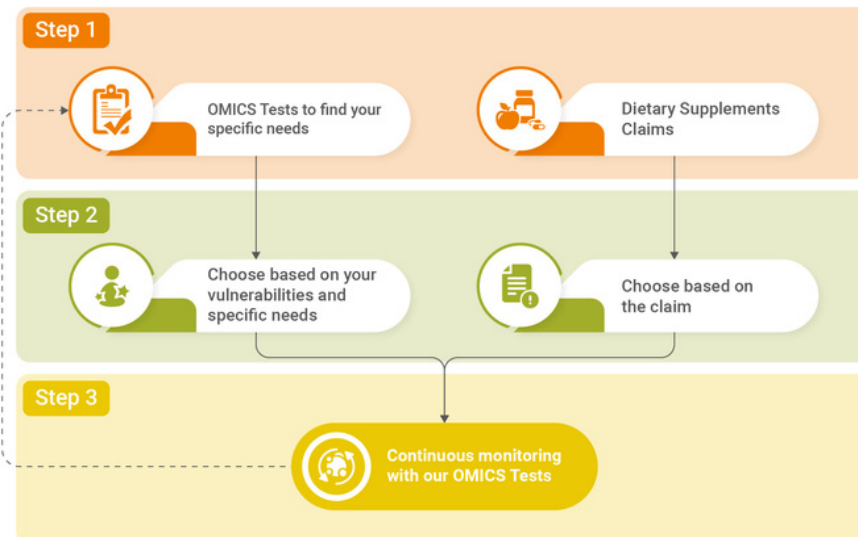 Step 1
OMICS Tests to find your
specific needs
Dietary Supplements
Claims
Step 2
Choose based on your
vulnerabilities and
specific needs
Choose based on
the claim
Step 3
Continuous monitoring
with our OMICS Tests